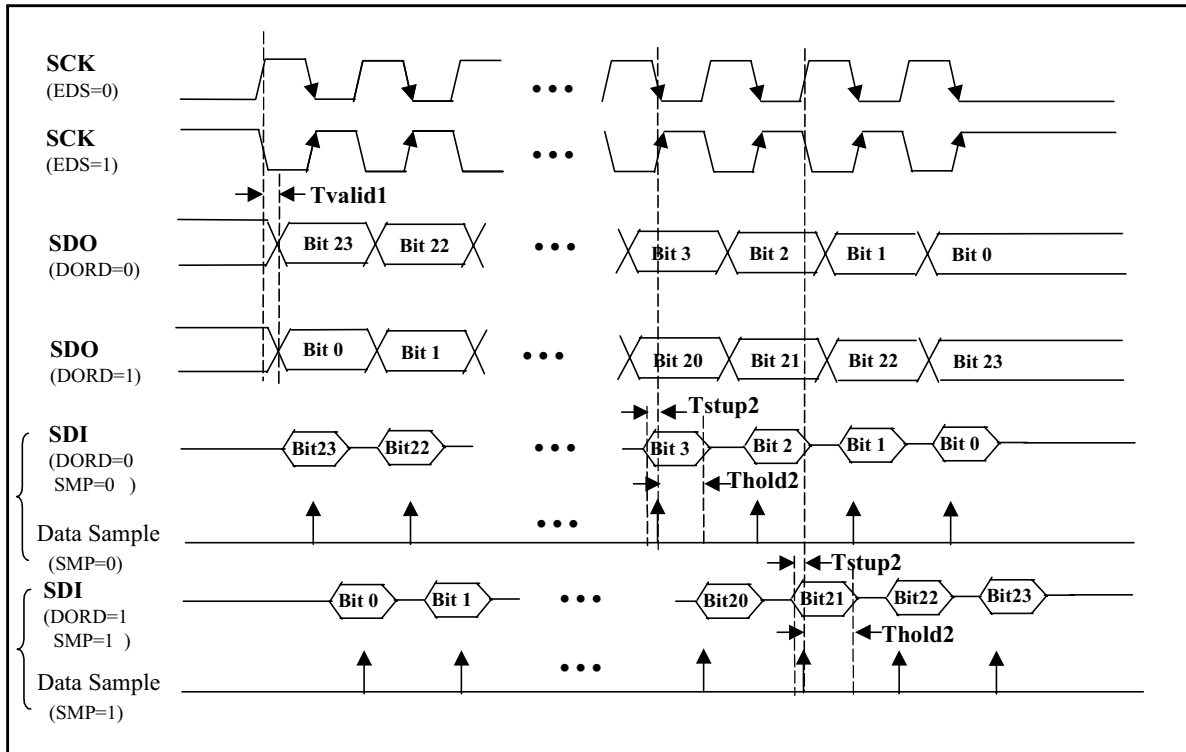 SCK
(EDS=0)
SCK
(EDS=1)
Tvalid1
SDO
(DORD=0)
Bit 23 Bit 22 Bit 3 Bit 2 Bit 1 Bit 0
SDO
(DORD=1)
Bit 0 Bit 1 Bit 20 Bit 21 Bit 22 Bit 23
Tstup2
SDI
(DORD=0
SMP=0 )
Bit23 Bit22 Bit 3 Bit 2 Bit 1 Bit 0
Thold2
Data Sample
(SMP=0)
Tstup2
SDI
(DORD=1
SMP=1 )
Bit 0 Bit 1 Bit20 Bit21 Bit22 Bit23
Thold2
Data Sample
(SMP=1)